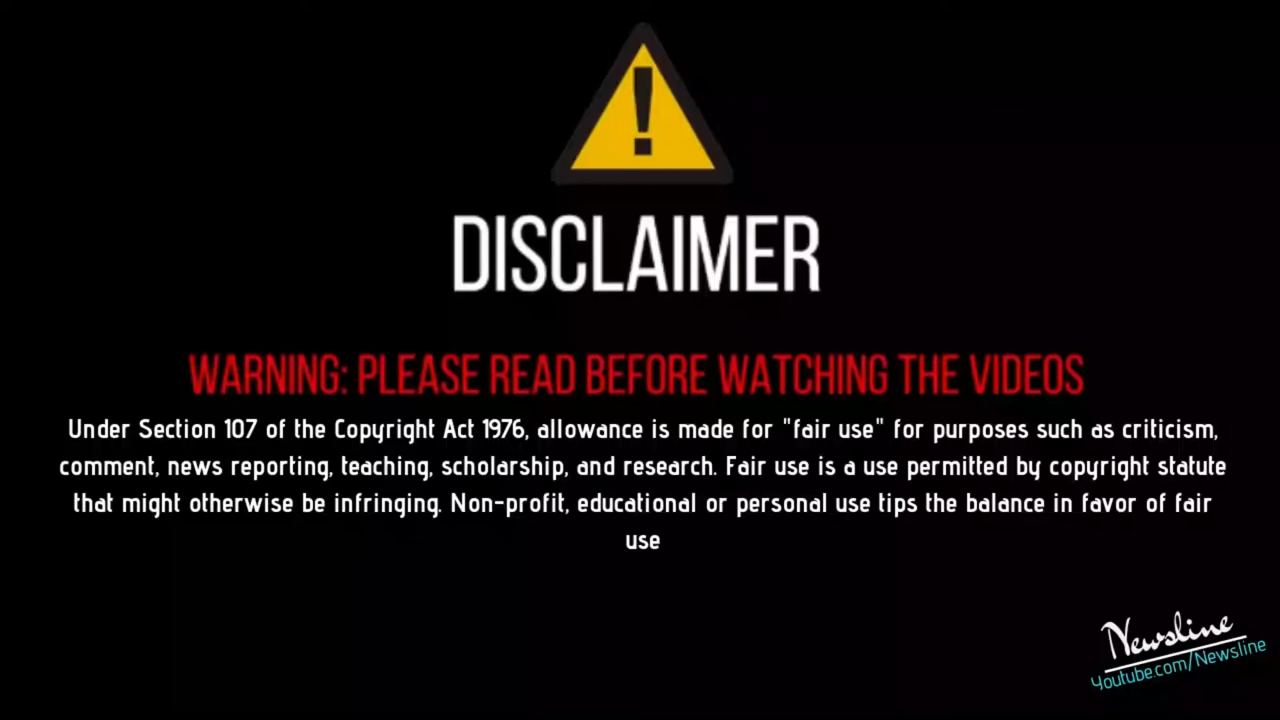 DISCLAIMER
WARNING: PLEASE READ BEFORE WATCHING THE VIDEOS
Under Section 107 of the Copyright Act 1976, allowance is made for "fair use" for purposes such as criticism,
comment, news reporting, teaching, scholarship, and research. Fair use is a use permitted by copyright statute
that might otherwise be infringing. Non-profit, educational or personal use tips the balance in favor of fair
use
Newsline
Youtube.com/Newsline